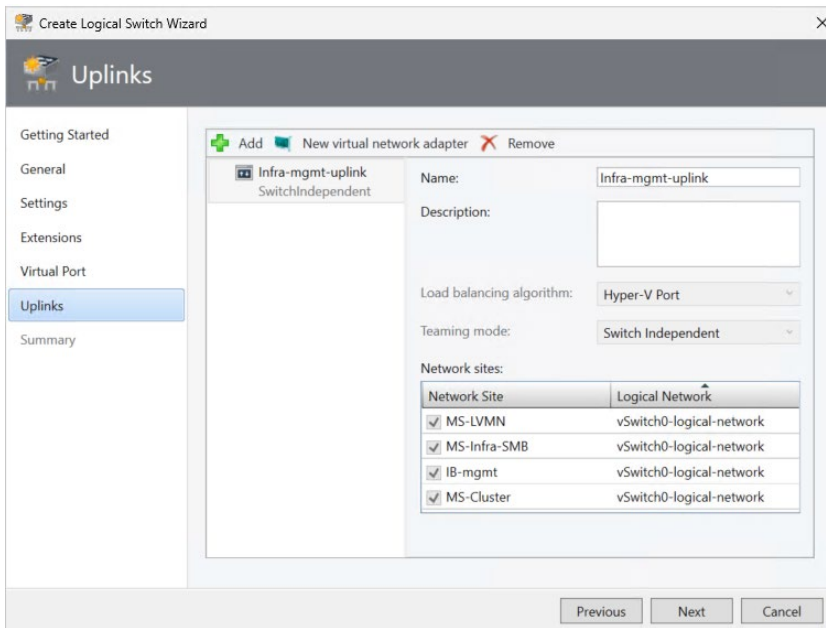 Create Logical Switch Wizard
Uplinks
Getting Started
General
Settings
Extensions
Virtual Port
Uplinks
Summary
Add New virtual network adapter Remove
Infra-mgmt-uplink
SwitchIndependent
Name: Infra-mgmt-uplink
Description:
Load balancing algorithm: Hyper-V Port
Teaming mode: Switch Independent
Network sites:
Network Site Logical Network
MS-LVMN vSwitch0-logical-network
MS-Infra-SMB vSwitch0-logical-network
IB-mgmt vSwitch0-logical-network
MS-Cluster vSwitch0-logical-network
Previous Next Cancel